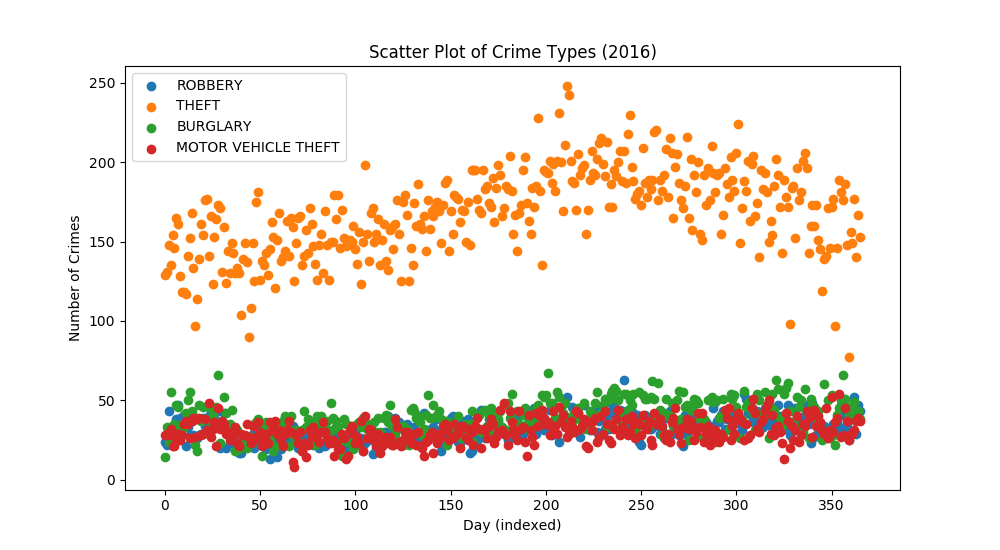 Scatter Plot of Crime Types (2016)
ROBBERY
THEFT
BURGLARY
MOTOR VEHICLE THEFT
Number of Crimes
250
200
150
100
50
0
0 50 100 150 200 250 300 350
Day (indexed)